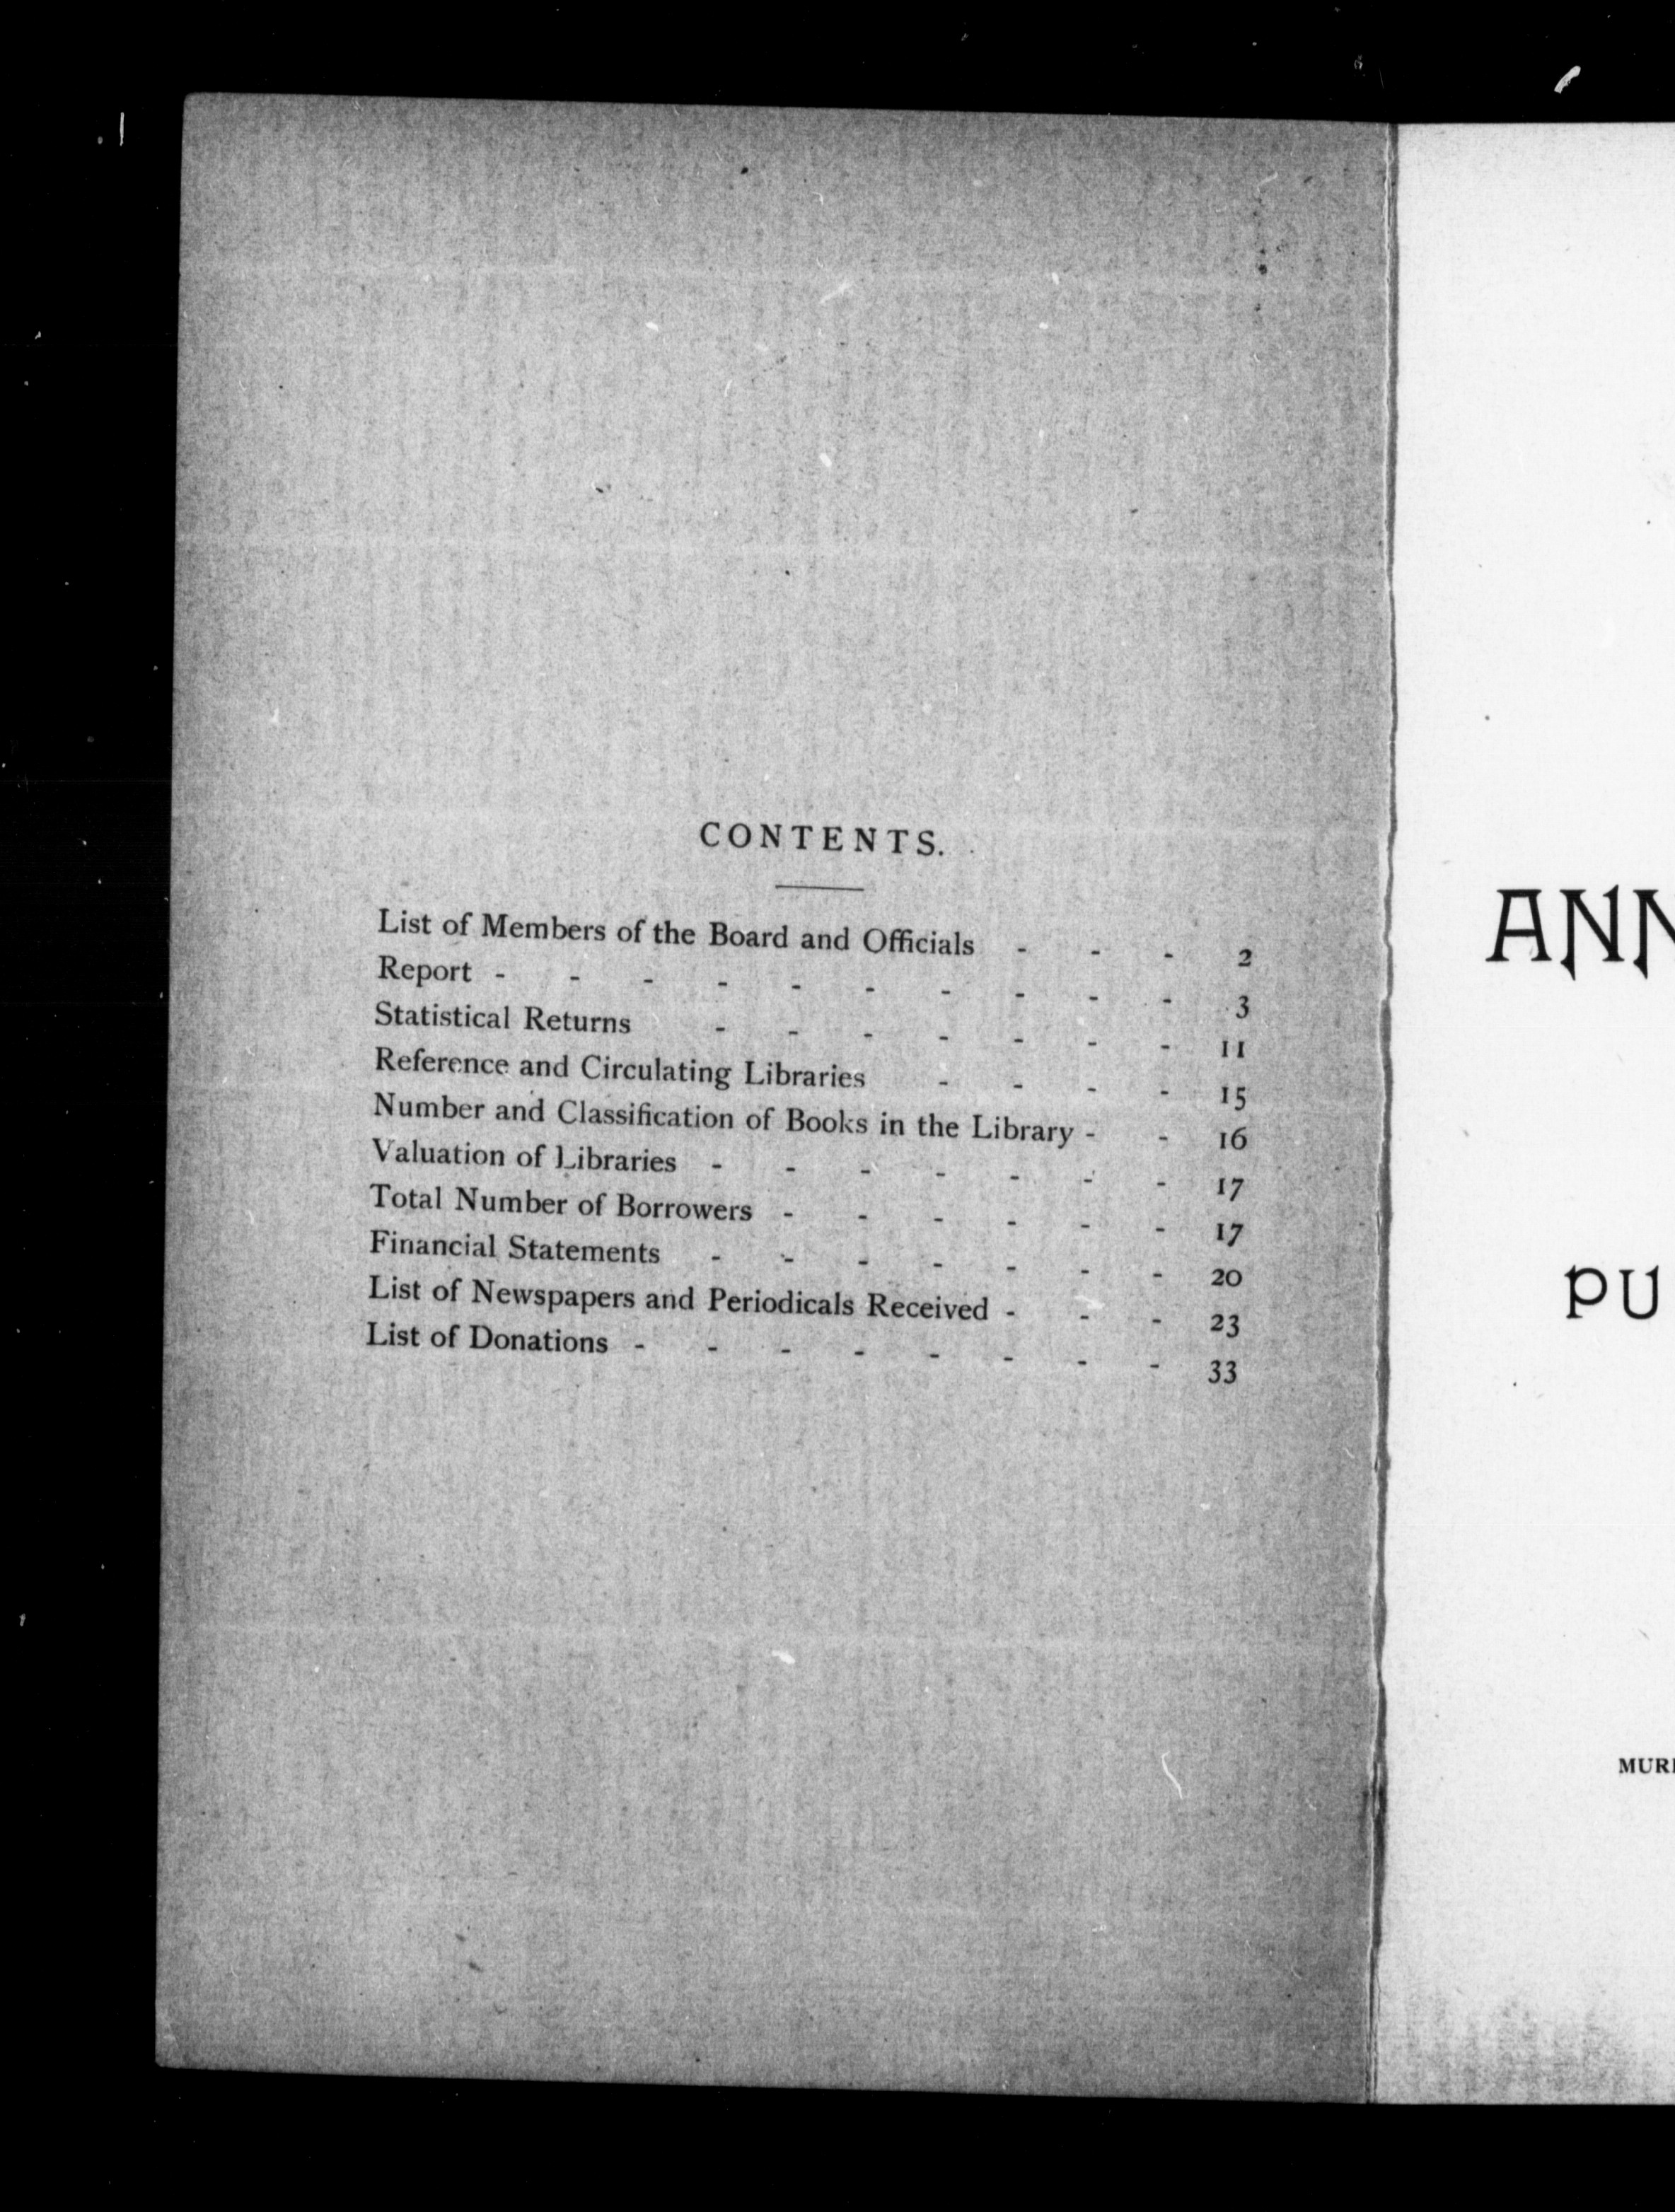 CONTENTS.
List of Members of the Board and Officials - - - 2
Report - - - - - - - - - - 3
Statistical Returns - - - - - - - 11
Reference and Circulating Libraries - - - - 15
Number and Classification of Books in the Library - - 16
Valuation of Libraries - - - - - - - 17
Total Number of Borrowers - - - - - - 17
Financial Statements - - - - - - - 20
List of Newspapers and Periodicals Received - - - 23
List of Donations - - - - - - - - 33
ANN
PU
MUR